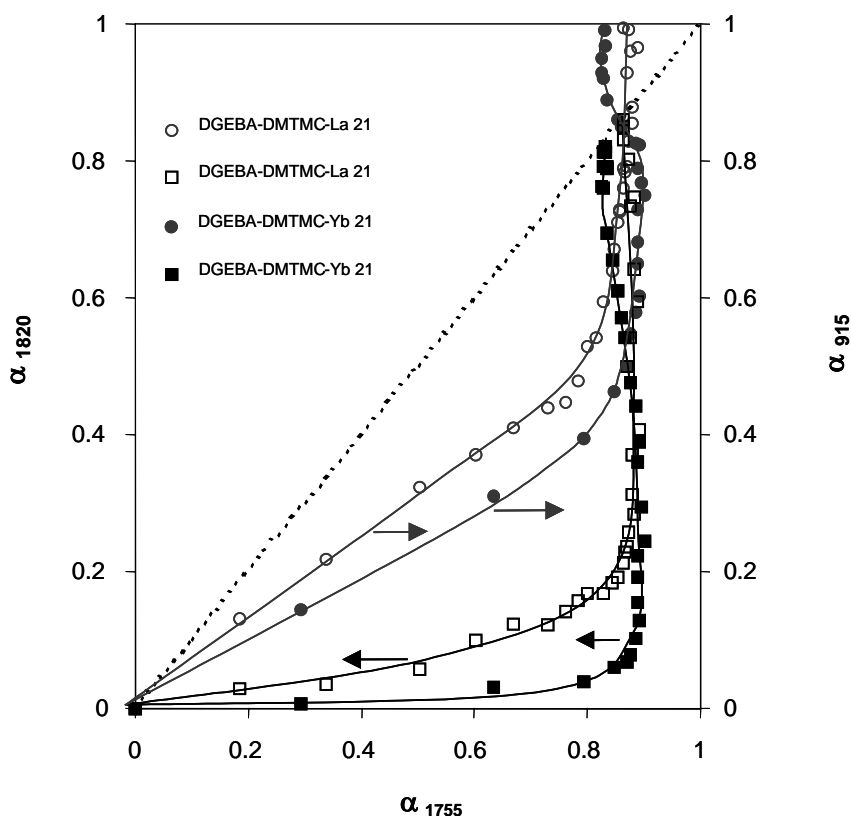 1 1
DGEBA-DMTMC-La 21
DGEBA-DMTMC-La 21
0.8 0.8
DGEBA-DMTMC-Yb 21
DGEBA-DMTMC-Yb 21
0.6 0.6
α 1820 α 915
0.4 0.4
0.2 0.2
0 0
0 0.2 0.4 0.6 0.8 1
α 1755